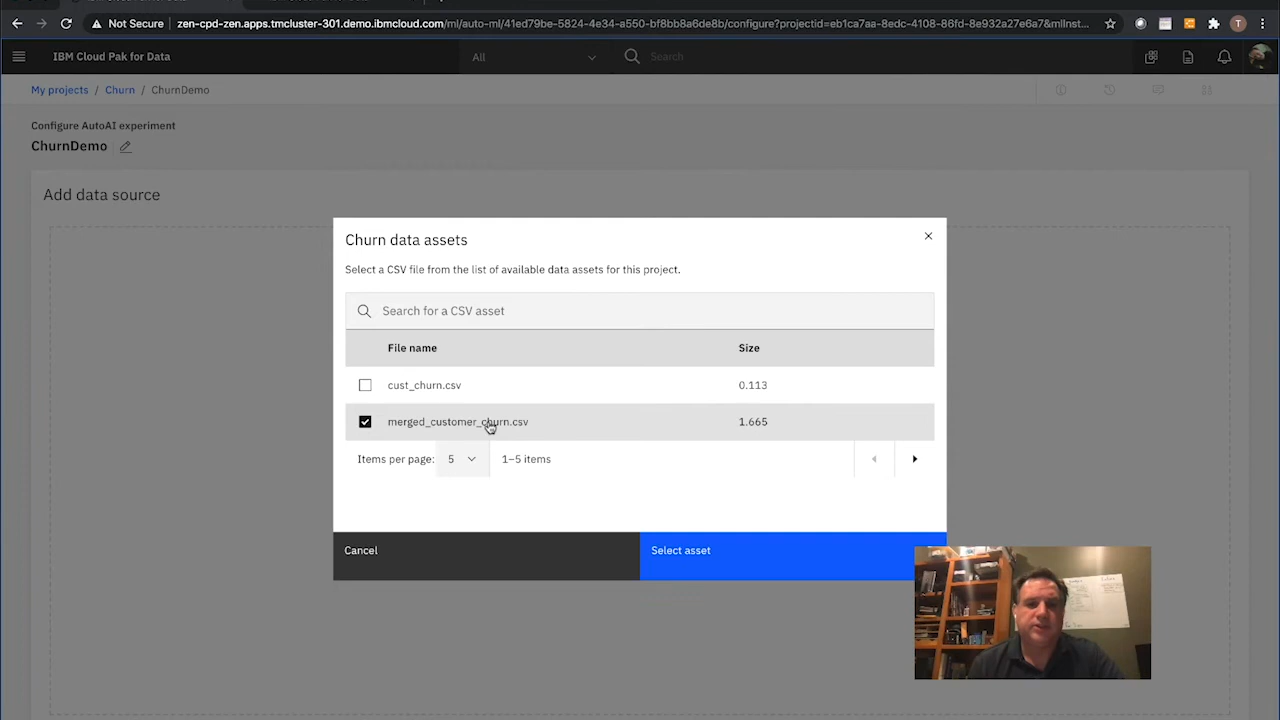 Not Secure
zen-cpd-zen.apps.tmcluster-301.demo.ibmcloud.com/ml/auto-ml/41ed79be-5824-4e34-a550-bf8bb8a6de8b/configure?projectid=eb1ca7aa-8edc-4108-86fd-8e932a27e6a7&mlInst...
T
IBM Cloud Pak for Data
All
Search
My projects / Churn / ChurnDemo
Configure AutoAI experiment
ChurnDemo
Add data source
Churn data assets
Select a CSV file from the list of available data assets for this project.
Search for a CSV asset
File name Size
cust_churn.csv 0.113
merged_customer_churn.csv 1.665
Items per page: 5 1–5 items
Cancel
Select asset